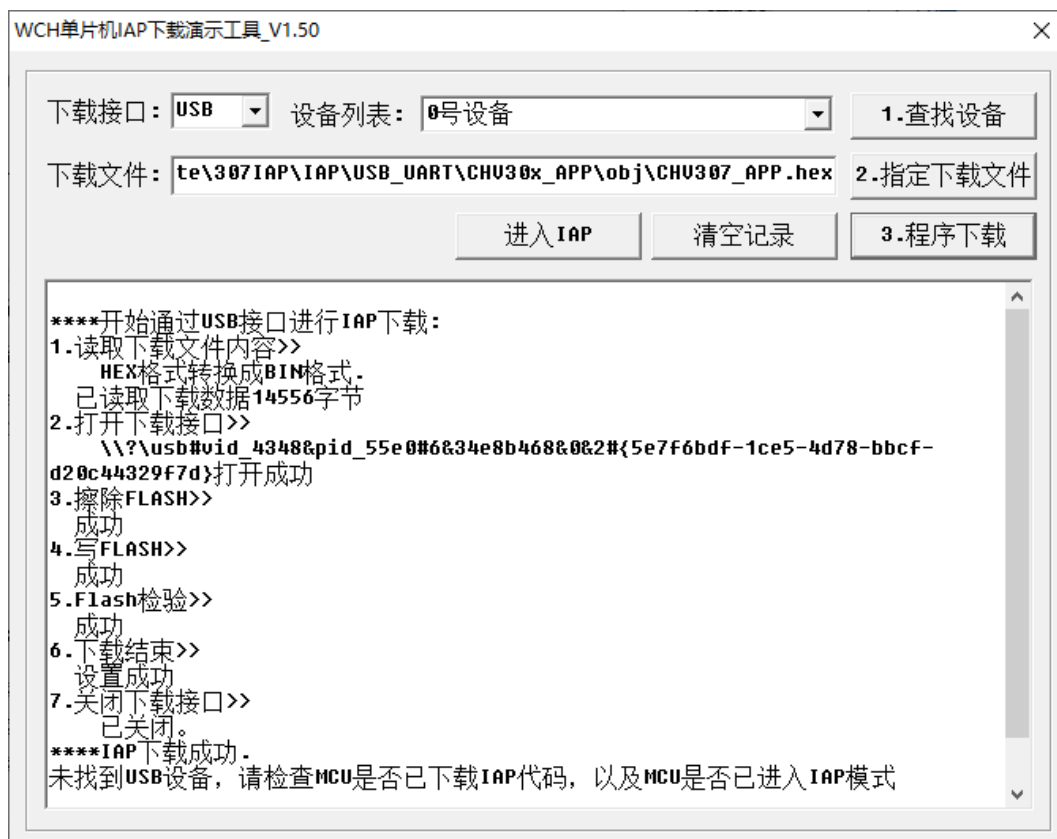 WCH单片机IAP下载演示工具_V1.50
下载接口: USB 设备列表: 0号设备 1.查找设备
下载文件: te\307IAP\IAP\USB_UART\CHV30x_APP\obj\CHV307_APP.hex 2.指定下载文件
进入IAP 清空记录 3.程序下载
****开始通过USB接口进行IAP下载:
1.读取下载文件内容>>
HEX格式转换成BIN格式.
已读取下载数据14556字节
2.打开下载接口>>
\\?\usb#vid_4348&pid_55e0#6&34e8b468&0&2#{5e7f6bdf-1ce5-4d78-bbcf-
d20c44329f7d}打开成功
3.擦除FLASH>>
成功
4.写FLASH>>
成功
5.Flash检验>>
成功
6.下载结束>>
设置成功
7.关闭下载接口>>
已关闭。
****IAP下载成功.
未找到USB设备，请检查MCU是否已下载IAP代码，以及MCU是否已进入IAP模式